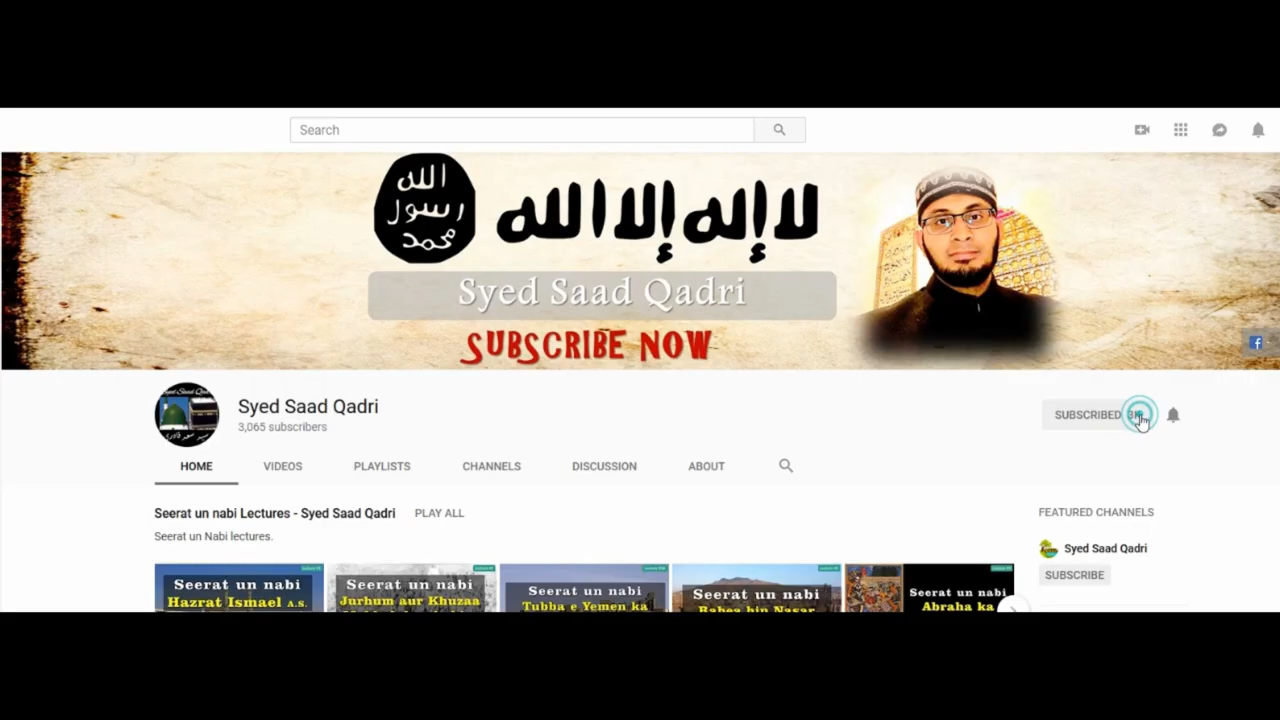 Search
الله
رسول
محمد
لا إله إلا الله
Syed Saad Qadri
SUBSCRIBE NOW
Syed Saad Qadri
3,065 subscribers
SUBSCRIBED
HOME
VIDEOS
PLAYLISTS
CHANNELS
DISCUSSION
ABOUT
Seerat un nabi Lectures - Syed Saad Qadri
PLAY ALL
Seerat un Nabi lectures.
FEATURED CHANNELS
Syed Saad Qadri
SUBSCRIBE
Seerat un nabi
Hazrat Ismael A.S.
Seerat un nabi
Jurhum aur Khuzaa
Seerat un nabi
Tubba e Yemen ka
Seerat un nabi
Rabea bin Nasar
Seerat un nabi
Abraha ka